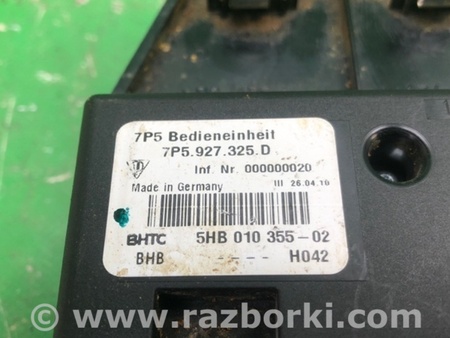 7P5 Bedieneinheit
7P5.927.325.D
Inf. Nr. 000000020
Made in Germany III 26.04.10
BHTC 5HB 010 355-02
BHB ---- H042
www.razborki.com